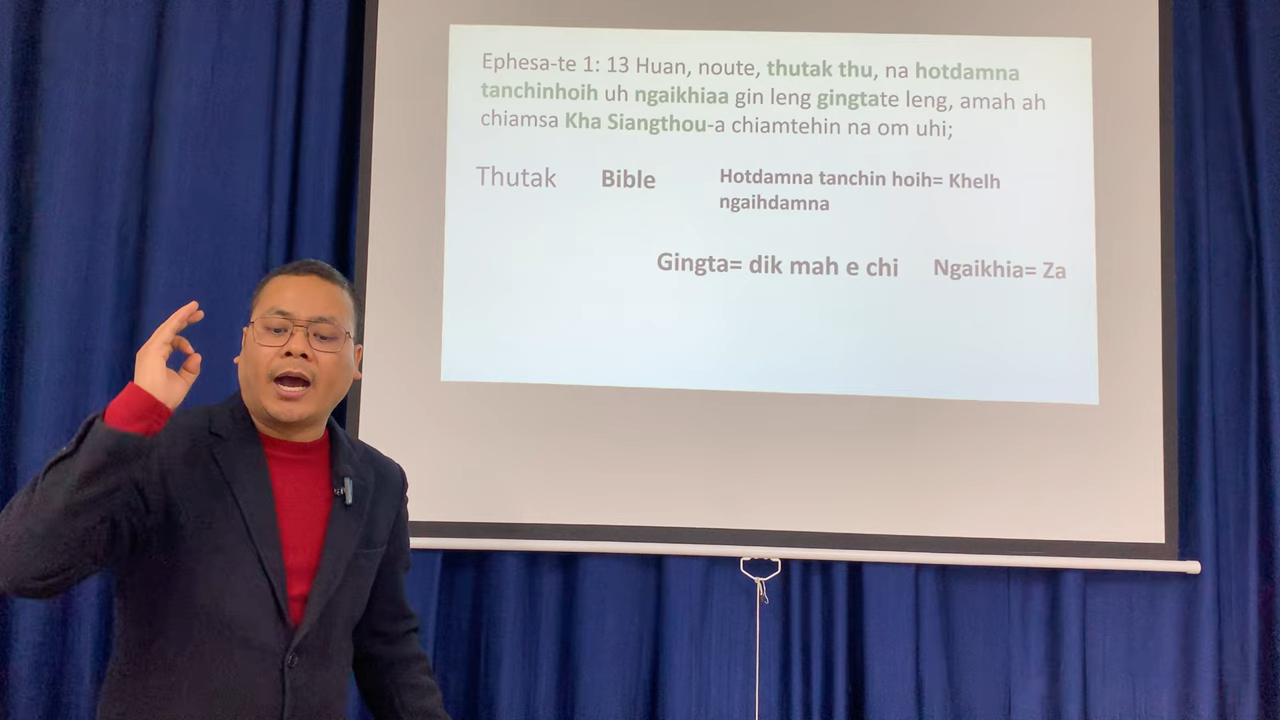 Ephesa-te 1: 13 Huan, noute, thutak thu, na hotdamna
tanchinhoih uh ngaikhiaa gin leng gingtate leng, amah ah
chiamsa Kha Siangthou-a chiamtehin na om uhi;
Thutak
Bible
Hotdamna tanchin hoih= Khelh
ngaihdamna
Gingta= dik mah e chi
Ngaikhia= Za